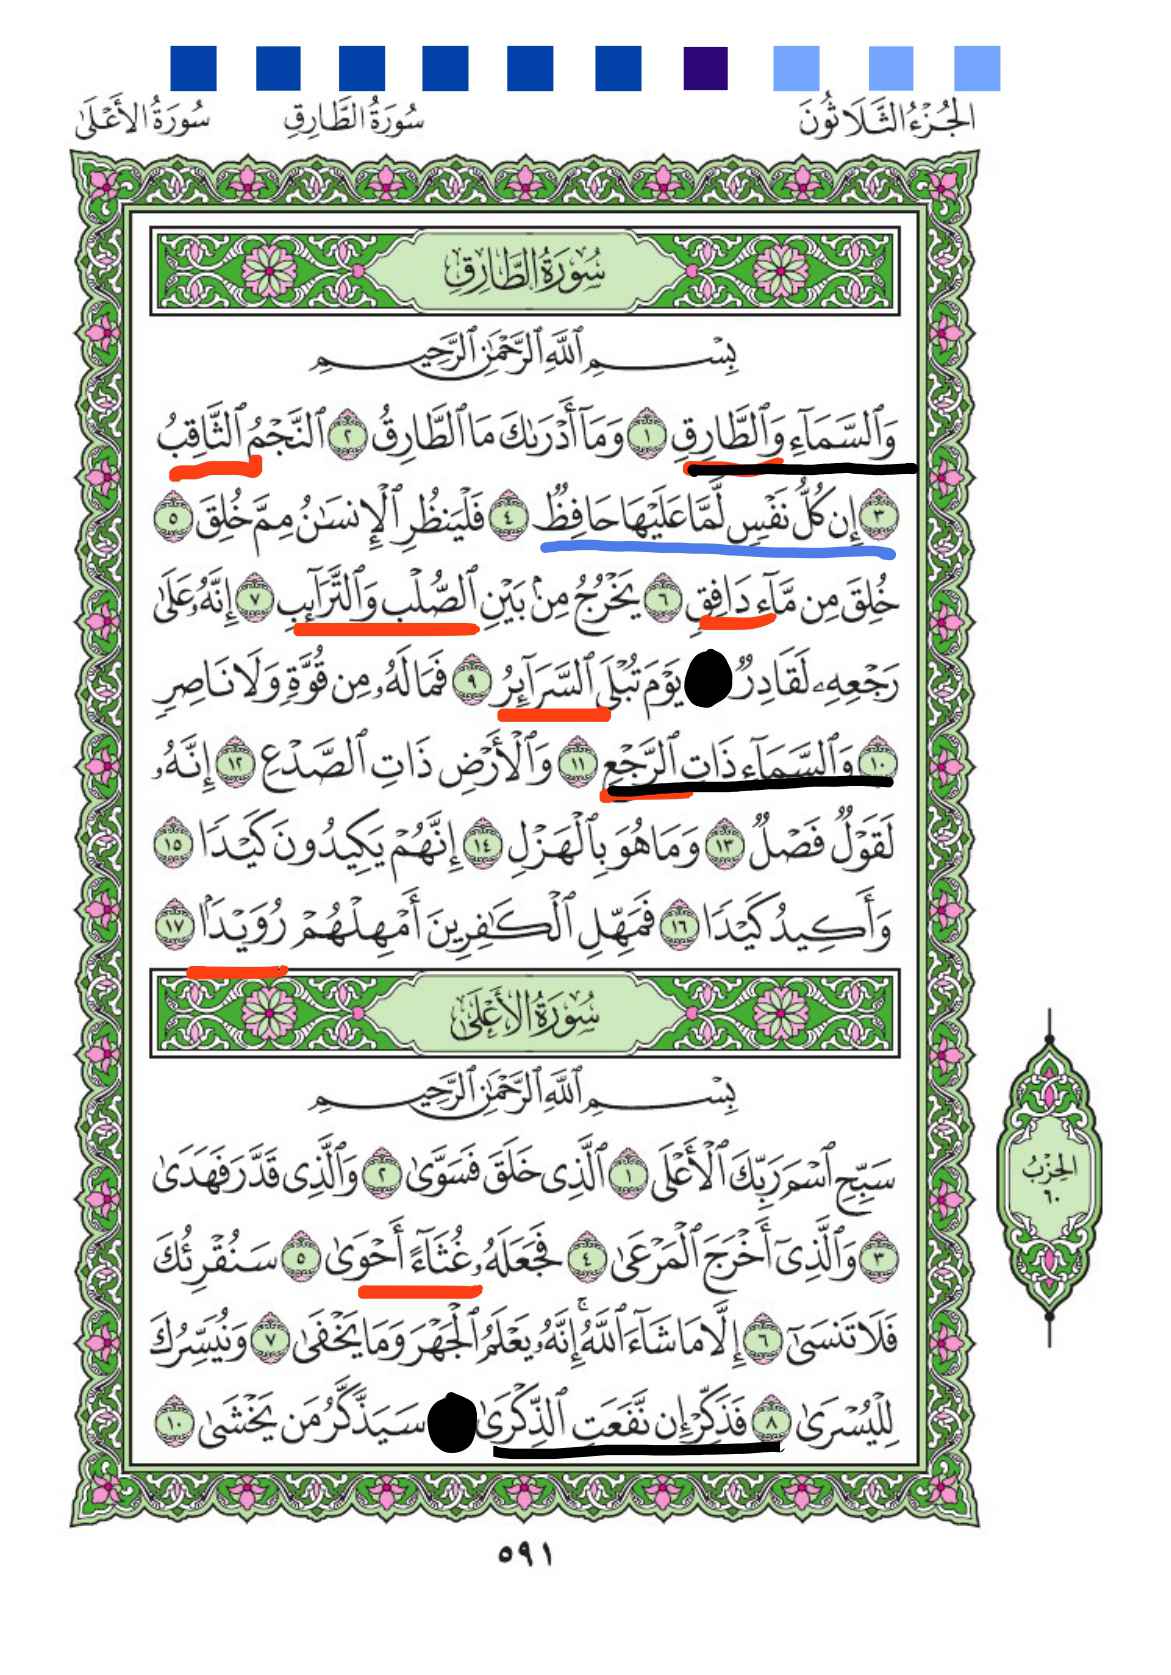 الجُزْءُ الثَّلَاثُونَ سُورَةُ الطَّارِقِ سُورَةُ الأَعْلَىٰ
سُورَةُ الطَّارِقِ
بِسْمِ ٱللَّهِ ٱلرَّحْمَٰنِ ٱلرَّحِيمِ
وَٱلسَّمَآءِ وَٱلطَّارِقِ ١ وَمَآ أَدْرَىٰكَ مَا ٱلطَّارِقُ ٢ ٱلنَّجْمُ ٱلثَّاقِبُ
٣ إِن كُلُّ نَفْسٍ لَّمَّا عَلَيْهَا حَافِظٌ ٤ فَلْيَنظُرِ ٱلْإِنسَٰنُ مِمَّ خُلِقَ ٥
خُلِقَ مِن مَّآءٍ دَافِقٍ ٦ يَخْرُجُ مِنۢ بَيْنِ ٱلصُّلْبِ وَٱلتَّرَآئِبِ ٧ إِنَّهُۥ عَلَىٰ
رَجْعِهِۦ لَقَادِرٌ يَوْمَ تُبْلَى ٱلسَّرَآئِرُ ٩ فَمَا لَهُۥ مِن قُوَّةٍ وَلَا نَاصِرٍ
١٠ وَٱلسَّمَآءِ ذَاتِ ٱلرَّجْعِ ١١ وَٱلْأَرْضِ ذَاتِ ٱلصَّدْعِ ١٢ إِنَّهُۥ
لَقَوْلٌ فَصْلٌ ١٣ وَمَا هُوَ بِٱلْهَزْلِ ١٤ إِنَّهُمْ يَكِيدُونَ كَيْدًا ١٥
وَأَكِيدُ كَيْدًا ١٦ فَمَهِّلِ ٱلْكَٰفِرِينَ أَمْهِلْهُمْ رُوَيْدًۢا ١٧
سُورَةُ الأَعْلَىٰ
بِسْمِ ٱللَّهِ ٱلرَّحْمَٰنِ ٱلرَّحِيمِ
سَبِّحِ ٱسْمَ رَبِّكَ ٱلْأَعْلَى ١ ٱلَّذِى خَلَقَ فَسَوَّىٰ ٢ وَٱلَّذِى قَدَّرَ فَهَدَىٰ
٣ وَٱلَّذِىٓ أَخْرَجَ ٱلْمَرْعَىٰ ٤ فَجَعَلَهُۥ غُثَآءً أَحْوَىٰ ٥ سَنُقْرِئُكَ
فَلَا تَنسَىٰٓ ٦ إِلَّا مَا شَآءَ ٱللَّهُ ۚ إِنَّهُۥ يَعْلَمُ ٱلْجَهْرَ وَمَا يَخْفَىٰ ٧ وَنُيَسِّرُكَ
لِلْيُسْرَىٰ ٨ فَذَكِّرْ إِن نَّفَعَتِ ٱلذِّكْرَىٰ سَيَذَّكَّرُ مَن يَخْشَىٰ ١٠
الحِزْبُ
٦٠
٥٩١